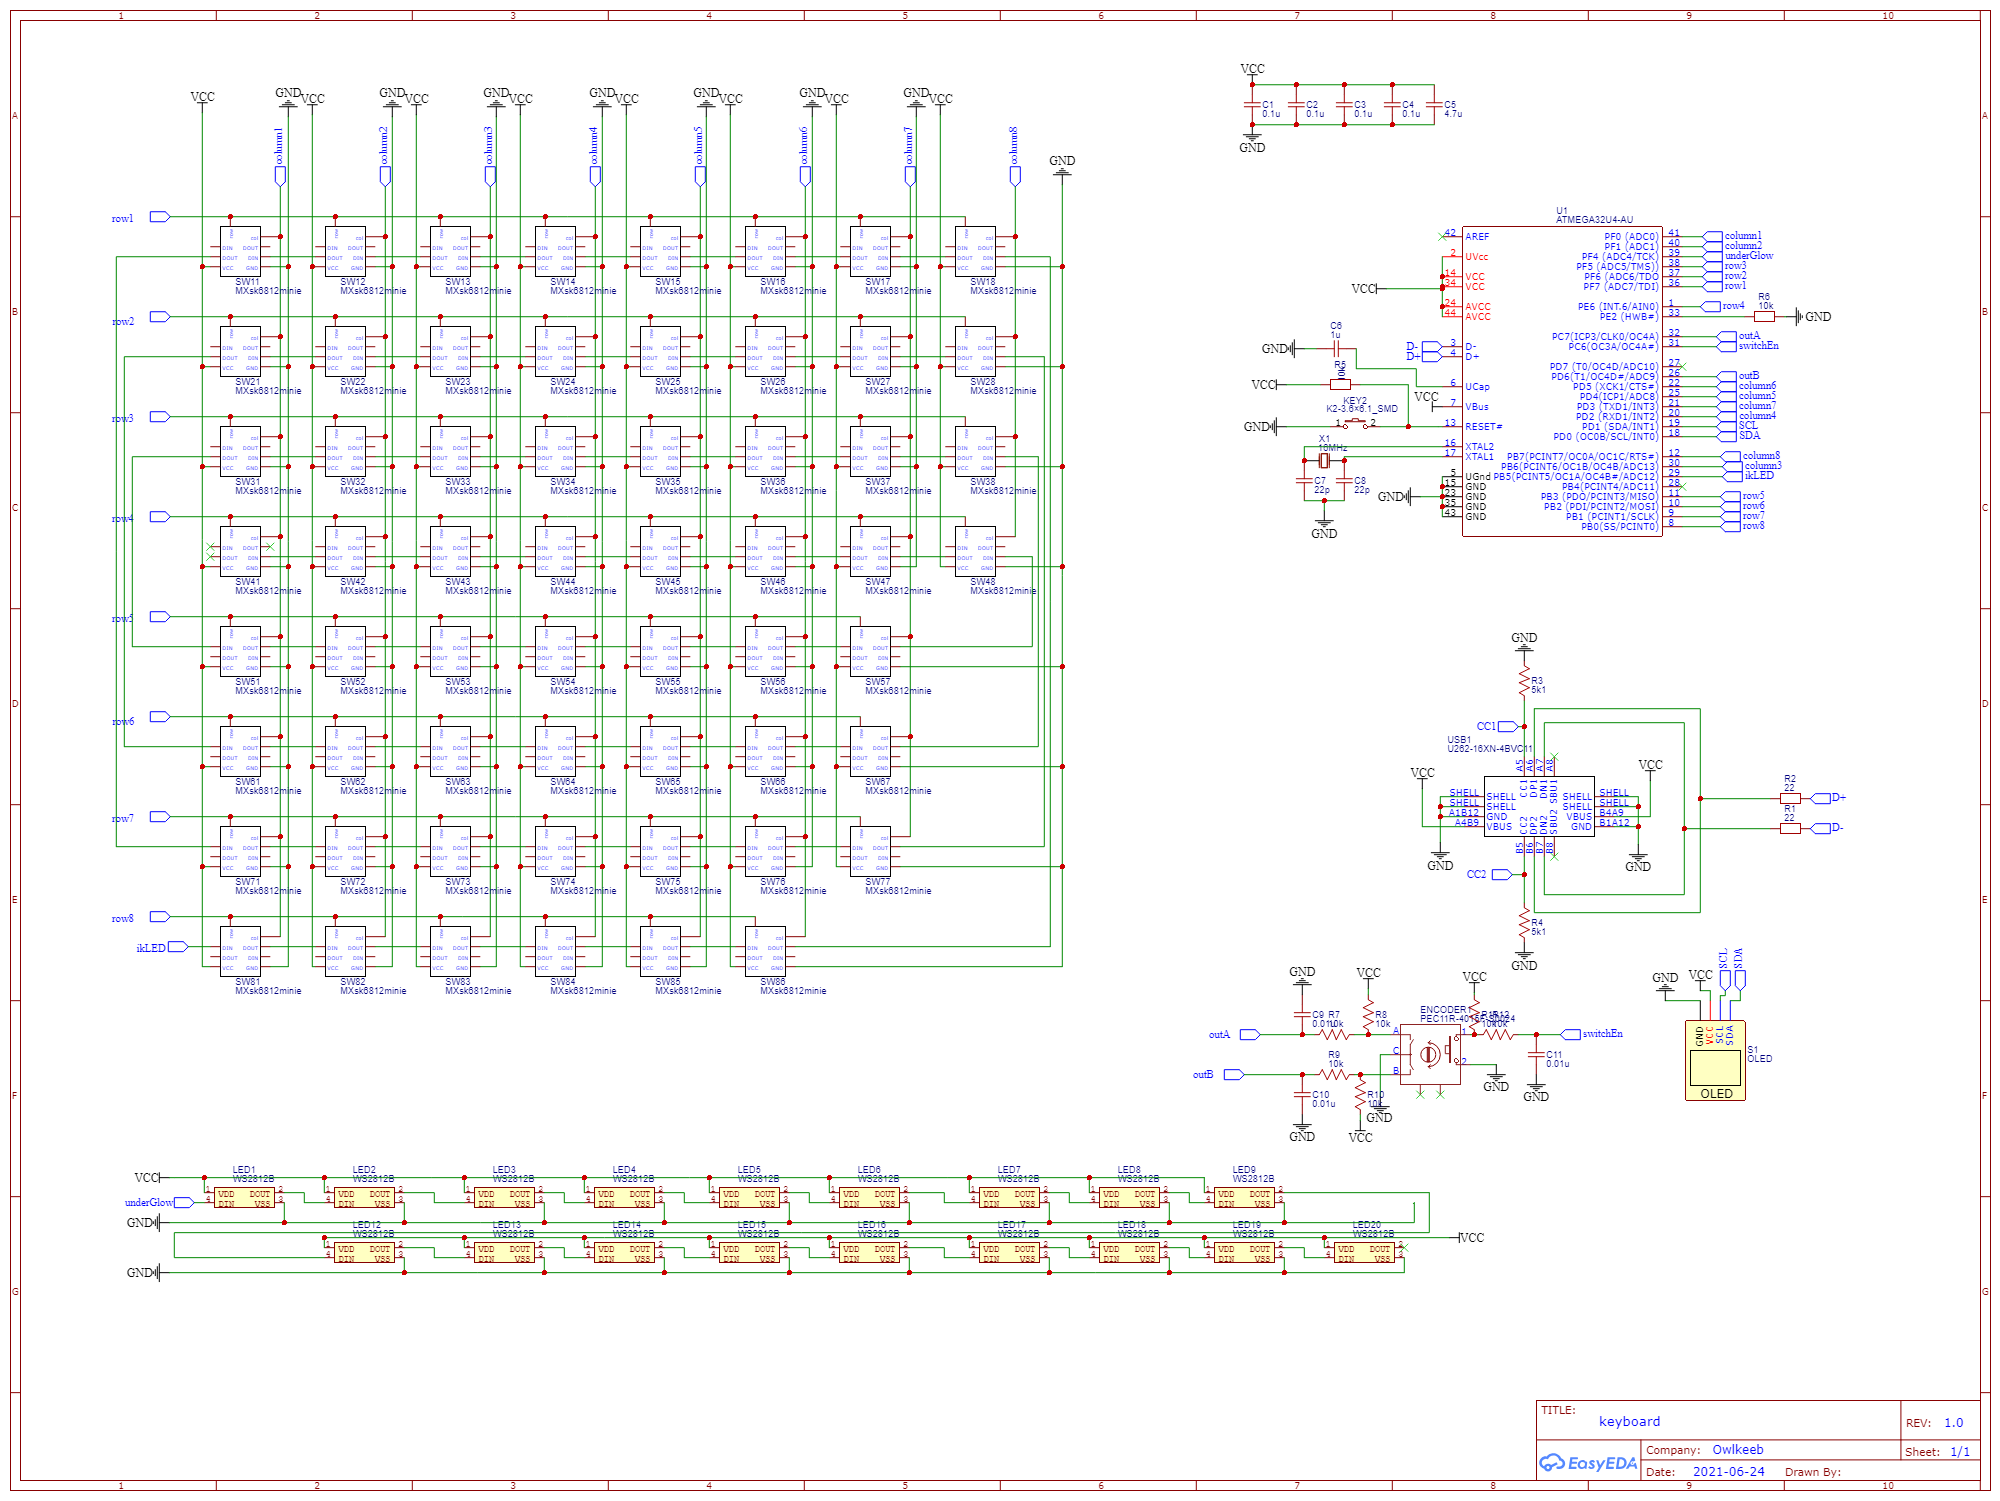 1 2 3 4 5 6 7 8 9 10
A
B
C
D
E
F
G
VCC GND VCC GND VCC GND VCC GND VCC GND VCC GND VCC GND VCC
column1 column2 column3 column4 column5 column6 column7 column8
GND
row1
DIN DOUT
DOUT DIN
VCC GND
row
col
SW11 SW12 SW13 SW14 SW15 SW16 SW17 SW18
MXsk6812minie MXsk6812minie MXsk6812minie MXsk6812minie MXsk6812minie MXsk6812minie MXsk6812minie MXsk6812minie
row2
SW21 SW22 SW23 SW24 SW25 SW26 SW27 SW28
MXsk6812minie MXsk6812minie MXsk6812minie MXsk6812minie MXsk6812minie MXsk6812minie MXsk6812minie MXsk6812minie
row3
SW31 SW32 SW33 SW34 SW35 SW36 SW37 SW38
MXsk6812minie MXsk6812minie MXsk6812minie MXsk6812minie MXsk6812minie MXsk6812minie MXsk6812minie MXsk6812minie
row4
SW41 SW42 SW43 SW44 SW45 SW46 SW47 SW48
MXsk6812minie MXsk6812minie MXsk6812minie MXsk6812minie MXsk6812minie MXsk6812minie MXsk6812minie MXsk6812minie
row5
SW51 SW52 SW53 SW54 SW55 SW56 SW57
MXsk6812minie MXsk6812minie MXsk6812minie MXsk6812minie MXsk6812minie MXsk6812minie MXsk6812minie
row6
SW61 SW62 SW63 SW64 SW65 SW66 SW67
MXsk6812minie MXsk6812minie MXsk6812minie MXsk6812minie MXsk6812minie MXsk6812minie MXsk6812minie
row7
SW71 SW72 SW73 SW74 SW75 SW76 SW77
MXsk6812minie MXsk6812minie MXsk6812minie MXsk6812minie MXsk6812minie MXsk6812minie MXsk6812minie
row8
ikLED
SW81 SW82 SW83 SW84 SW85 SW86
MXsk6812minie MXsk6812minie MXsk6812minie MXsk6812minie MXsk6812minie MXsk6812minie
VCC
C1 C2 C3 C4 C5
0.1u 0.1u 0.1u 0.1u 4.7u
GND
U1
ATMEGA32U4-AU
42 AREF
2 UVcc
14 VCC
34 VCC
24 AVCC
44 AVCC
VCC
D- 3 D-
D+ 4 D+
6 UCap
VCC 7 VBus
13 RESET#
16 XTAL2
17 XTAL1
5 UGnd
15 GND
23 GND
35 GND
43 GND
GND
PF0 (ADC0) 41 column1
PF1 (ADC1) 40 column2
PF4 (ADC4/TCK) 39 underGlow
PF5 (ADC5/TMS)) 38 row3
PF6 (ADC6/TDO 37 row2
PF7 (ADC7/TDI) 36 row1
PE6 (INT.6/AIN0) 1 row4
PE2 (HWB#) 33
R6
10k
GND
PC7(ICP3/CLK0/OC4A) 32 outA
PC6(OC3A/OC4A#) 31 switchEn
PD7 (T0/OC4D/ADC10) 27
PD6(T1/OC4D#/ADC9) 26 outB
PD5 (XCK1/CTS#) 22 column6
PD4(ICP1/ADC8) 25 column5
PD3 (TXD1/INT3) 21 column7
PD2 (RXD1/INT2) 20 column4
PD1 (SDA/INT1) 19 SCL
PD0 (OC0B/SCL/INT0) 18 SDA
PB7(PCINT7/OC0A/OC1C/RTS#) 12 column8
PB6(PCINT6/OC1B/OC4B/ADC13) 30 column3
PB5(PCINT5/OC1A/OC4B#/ADC12) 29 ikLED
PB4(PCINT4/ADC11) 28
PB3 (PDO/PCINT3/MISO) 11 row5
PB2 (PDI/PCINT2/MOSI) 10 row6
PB1 (PCINT1/SCLK) 9 row7
PB0(SS/PCINT0) 8 row8
C6
1u
GND
R5
10k
VCC
KEY2
K2-3.6×6.1_SMD
GND 1 2
X1
16MHz
C7 22p
C8 22p
GND
GND
R3
5k1
CC1
USB1
U262-16XN-4BVC11
A5 A6 A7 A8
CC1 DP1 DN1 SBU1
VCC VCC
SHELL SHELL SHELL SHELL
SHELL SHELL SHELL SHELL
A1B12 GND VBUS B4A9
A4B9 VBUS GND B1A12
CC2 DP2 DN2 SBU2
B5 B6 B7 B8
GND GND
CC2
R4
5k1
GND
R2
22
D+
R1
22
D-
GND VCC VCC
outA
C9 0.01u
R7 10k
R8 10k
ENCODER1
A
C
B
1
2
switchEn
C11
0.01u
GND GND
outB
R9
10k
C10
0.01u
R10
10k
GND VCC GND
GND VCC SCL SDA
GND VCC SCL SDA
S1
OLED
OLED
VCC
underGlow
GND
LED1 LED2 LED3 LED4 LED5 LED6 LED7 LED8 LED9
WS2812B WS2812B WS2812B WS2812B WS2812B WS2812B WS2812B WS2812B WS2812B
1 VDD DOUT 2
4 DIN VSS 3
LED12 LED13 LED14 LED15 LED16 LED17 LED18 LED19 LED20
WS2812B WS2812B WS2812B WS2812B WS2812B WS2812B WS2812B WS2812B WS2812B
1 VDD DOUT 2
4 DIN VSS 3
VCC
GND
TITLE:
keyboard
REV: 1.0
EasyEDA
Company: Owlkeeb
Sheet: 1/1
Date: 2021-06-24 Drawn By: